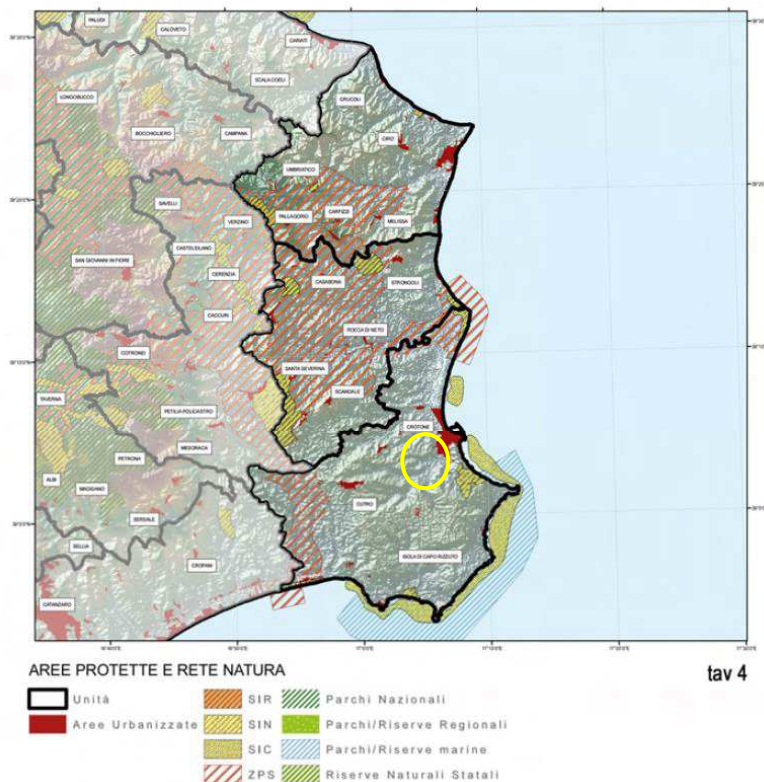 PALUDI
CALOVETO
CARIATI
SCALA COELI
LONGOBUCCO
CRUCOLI
BOCCHIGLIERO
CAMPANA
CIRO'
UMBRIATICO
SAVELLI
VERZINO
PALLAGORIO
CARFIZZI
MELISSA
CASTELSILANO
SAN GIOVANNI IN FIORE
CERENZIA
CASABONA
STRONGOLI
CACCURI
ROCCA DI NETO
COTRONEI
SANTA SEVERINA
TAVERNA
SCANDALE
PETILIA POLICASTRO
CROTONE
MESORACA
PETRONA'
ALBI
MAGISANO
CUTRO
SERSALE
SELLIA
CROPANI
ISOLA DI CAPO RIZZUTO
CATANZARO
AREE PROTETTE E RETE NATURA
tav 4
Unità
SIR
Parchi Nazionali
Aree Urbanizzate
SIN
Parchi/Riserve Regionali
SIC
Parchi/Riserve marine
ZPS
Riserve Naturali Statali